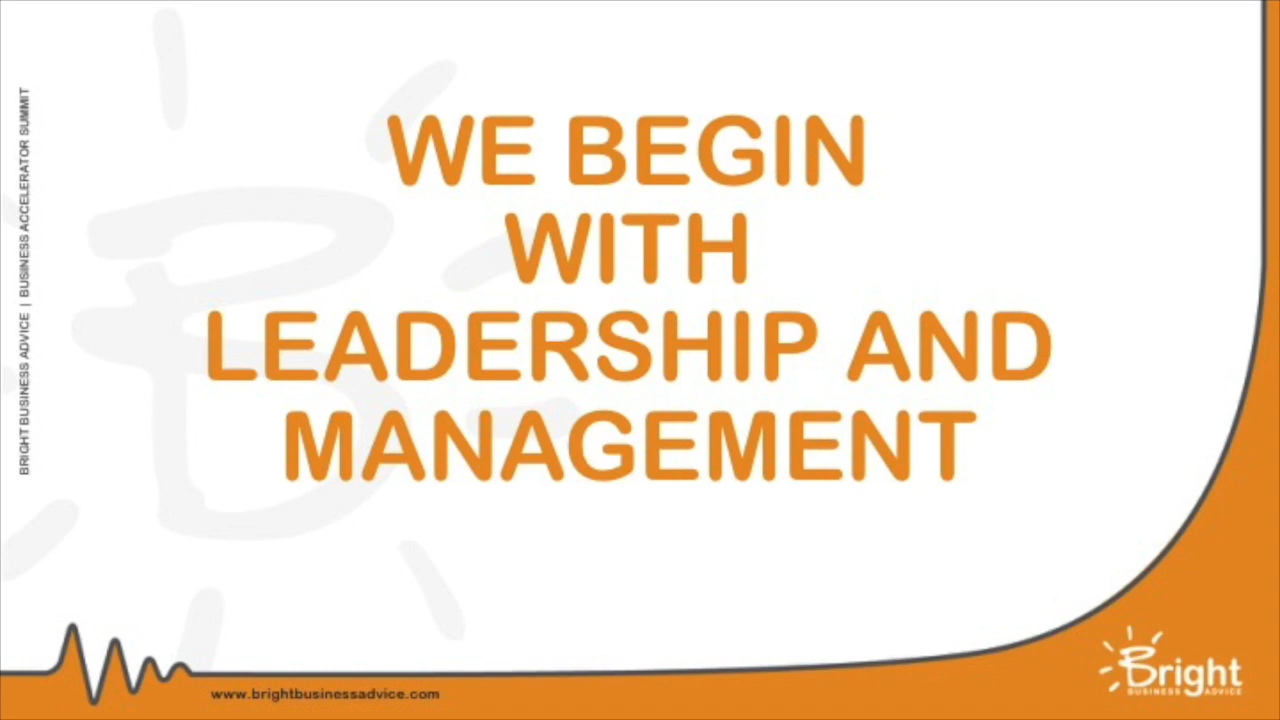 BRIGHT BUSINESS ADVICE | BUSINESS ACCELERATOR SUMMIT
WE BEGIN
WITH
LEADERSHIP AND
MANAGEMENT
www.brightbusinessadvice.com
Bright
BUSINESS ADVICE